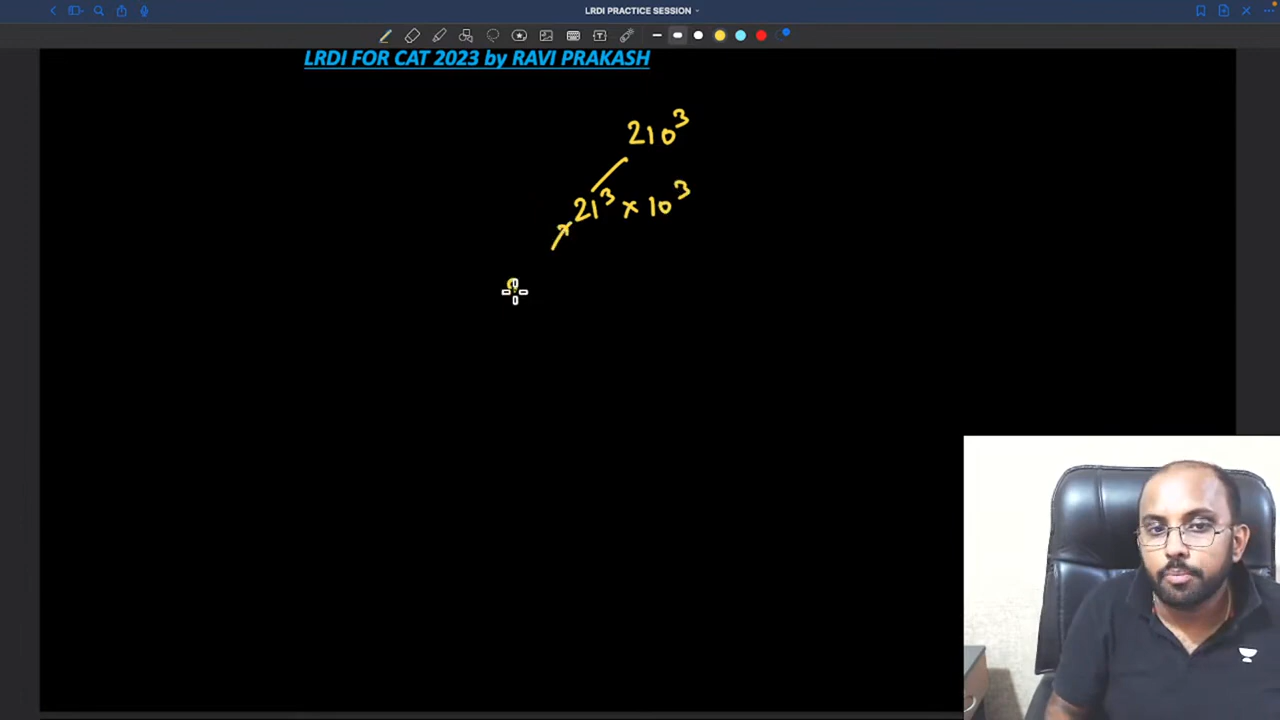 LRDI PRACTICE SESSION
LRDI FOR CAT 2023 by RAVI PRAKASH
210³
21³ × 10³